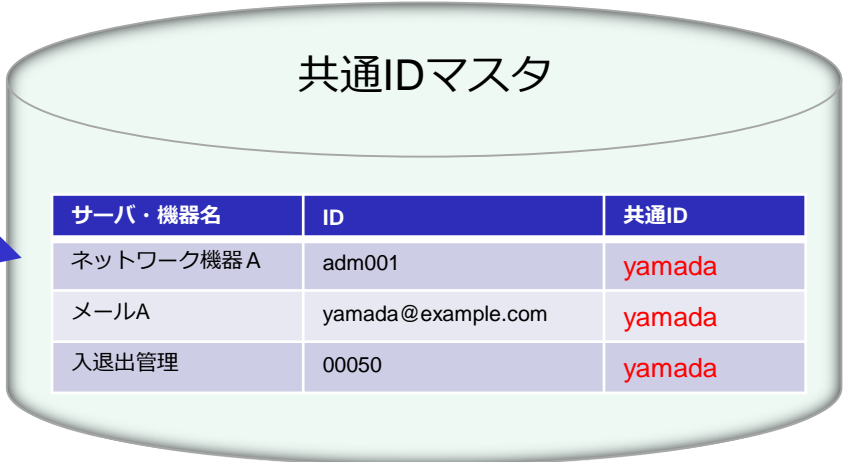 共通IDマスタ
サーバ・機器名 ID 共通ID
ネットワーク機器A adm001 yamada
メールA yamada@example.com yamada
入退出管理 00050 yamada